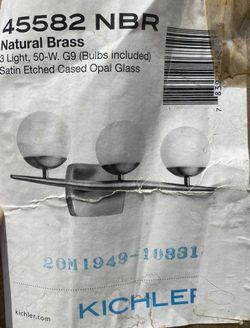 45582 NBR
Natural Brass
3 Light, 50-W. G9 (Bulbs included)
Satin Etched Cased Opal Glass
20M1949-10831
kichler.com
KICHLER